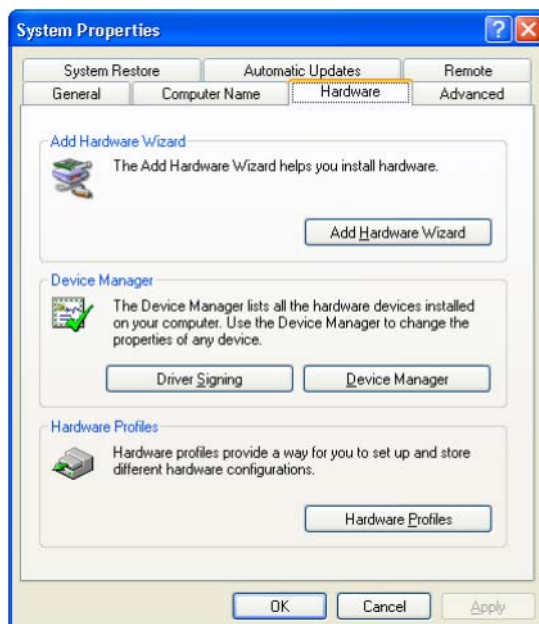 System Properties
System Restore
Automatic Updates
Remote
General
Computer Name
Hardware
Advanced
Add Hardware Wizard
The Add Hardware Wizard helps you install hardware.
Add Hardware Wizard
Device Manager
The Device Manager lists all the hardware devices installed
on your computer. Use the Device Manager to change the
properties of any device.
Driver Signing
Device Manager
Hardware Profiles
Hardware profiles provide a way for you to set up and store
different hardware configurations.
Hardware Profiles
OK
Cancel
Apply